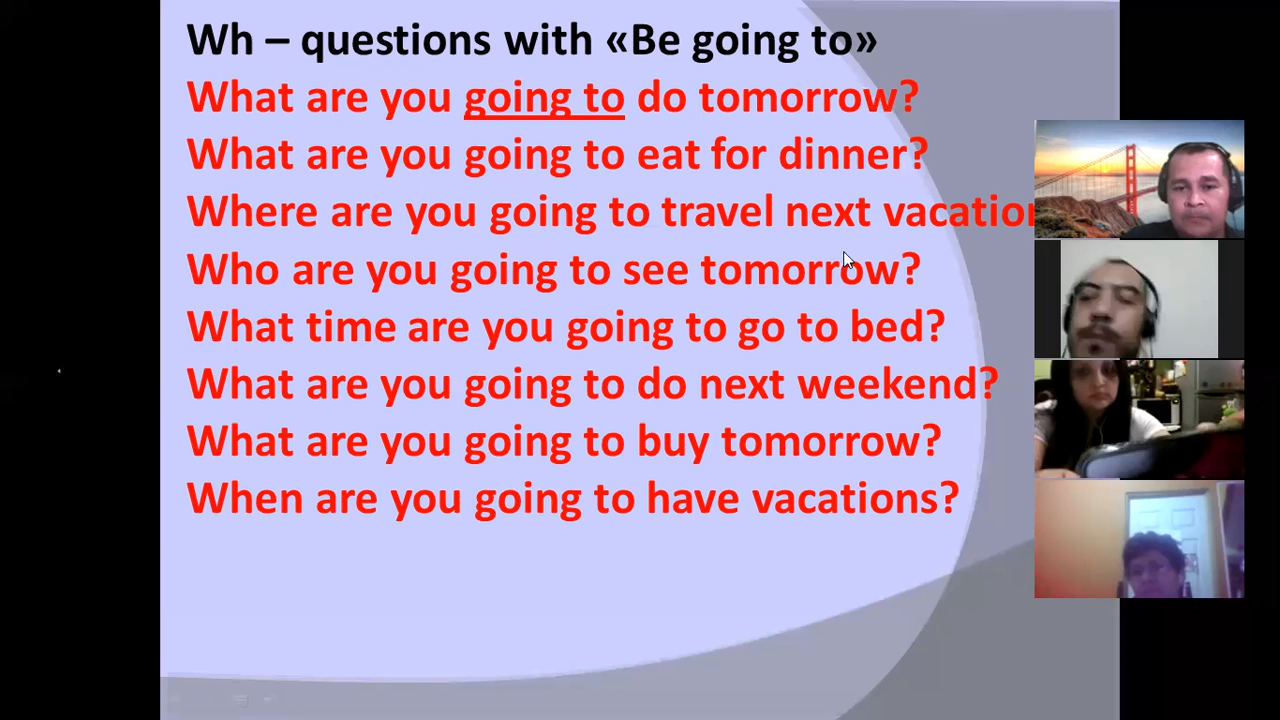 Wh – questions with «Be going to»
What are you going to do tomorrow?
What are you going to eat for dinner?
Where are you going to travel next
Who are you going to see tomorrow?
What time are you going to go to bed?
What are you going to do next weekend?
What are you going to buy tomorrow?
When are you going to have vacations?